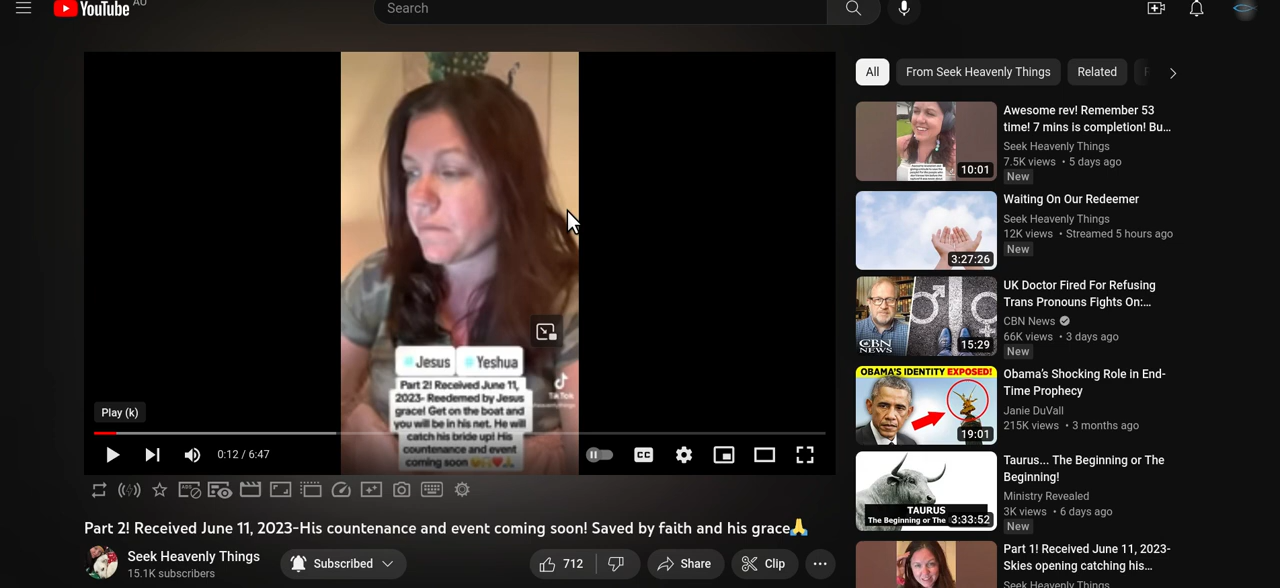 YouTube AU
Search
All
From Seek Heavenly Things
Related
Awesome rev! Remember 53
time! 7 mins is completion! Bu...
Seek Heavenly Things
7.5K views • 5 days ago
New
10:01
Waiting On Our Redeemer
Seek Heavenly Things
12K views • Streamed 5 hours ago
New
3:27:26
UK Doctor Fired For Refusing
Trans Pronouns Fights On:...
CBN News
66K views • 3 days ago
New
CBN
NEWS
15:29
OBAMA'S IDENTITY EXPOSED!
19:01
Obama's Shocking Role in End-
Time Prophecy
Janie DuVall
215K views • 3 months ago
Taurus... The Beginning or The
Beginning!
Ministry Revealed
3K views • 6 days ago
New
TAURUS
The Beginning or The
3:33:52
Part 1! Received June 11, 2023-
Skies opening catching his...
Seek Heavenly Things
#Jesus #Yeshua
Part 2! Received June 11,
2023- Reedemed by Jesus
grace! Get on the boat and
you will be in his net. He will
catch his bride up! His
countenance and event
coming soon 😊🙌❤️🙏
TikTok
Play (k)
0:12 / 6:47
CC
ABS
Part 2! Received June 11, 2023-His countenance and event coming soon! Saved by faith and his grace🙏
Seek Heavenly Things
15.1K subscribers
Subscribed
712
Share
Clip